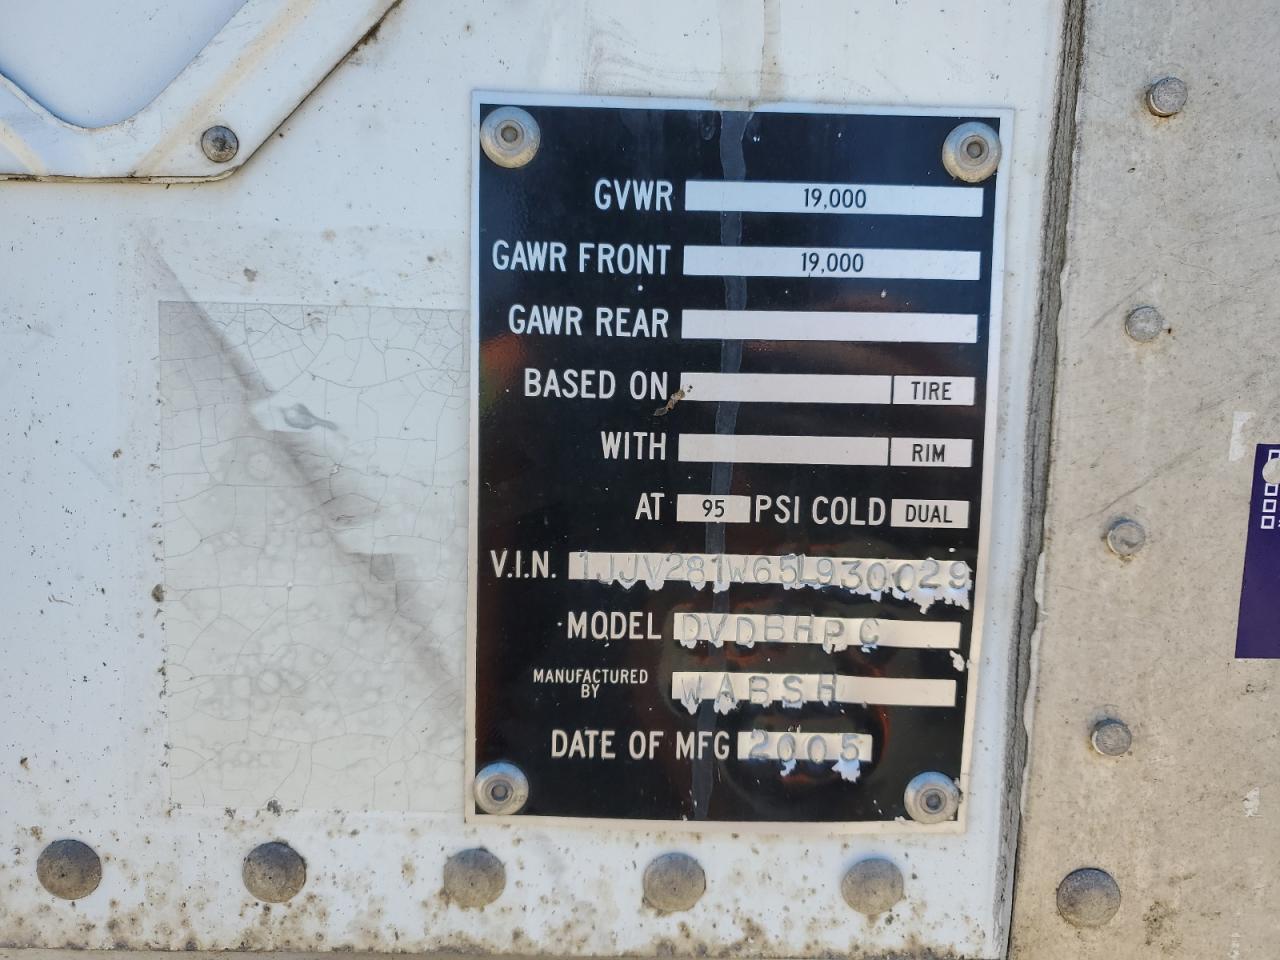 GVWR 19,000
GAWR FRONT 19,000
GAWR REAR
BASED ON TIRE
WITH RIM
AT 95 PSI COLD DUAL
V.I.N. 1JJV281W65L930029
MODEL DVDBHPC
MANUFACTURED BY WABSH
DATE OF MFG 2005